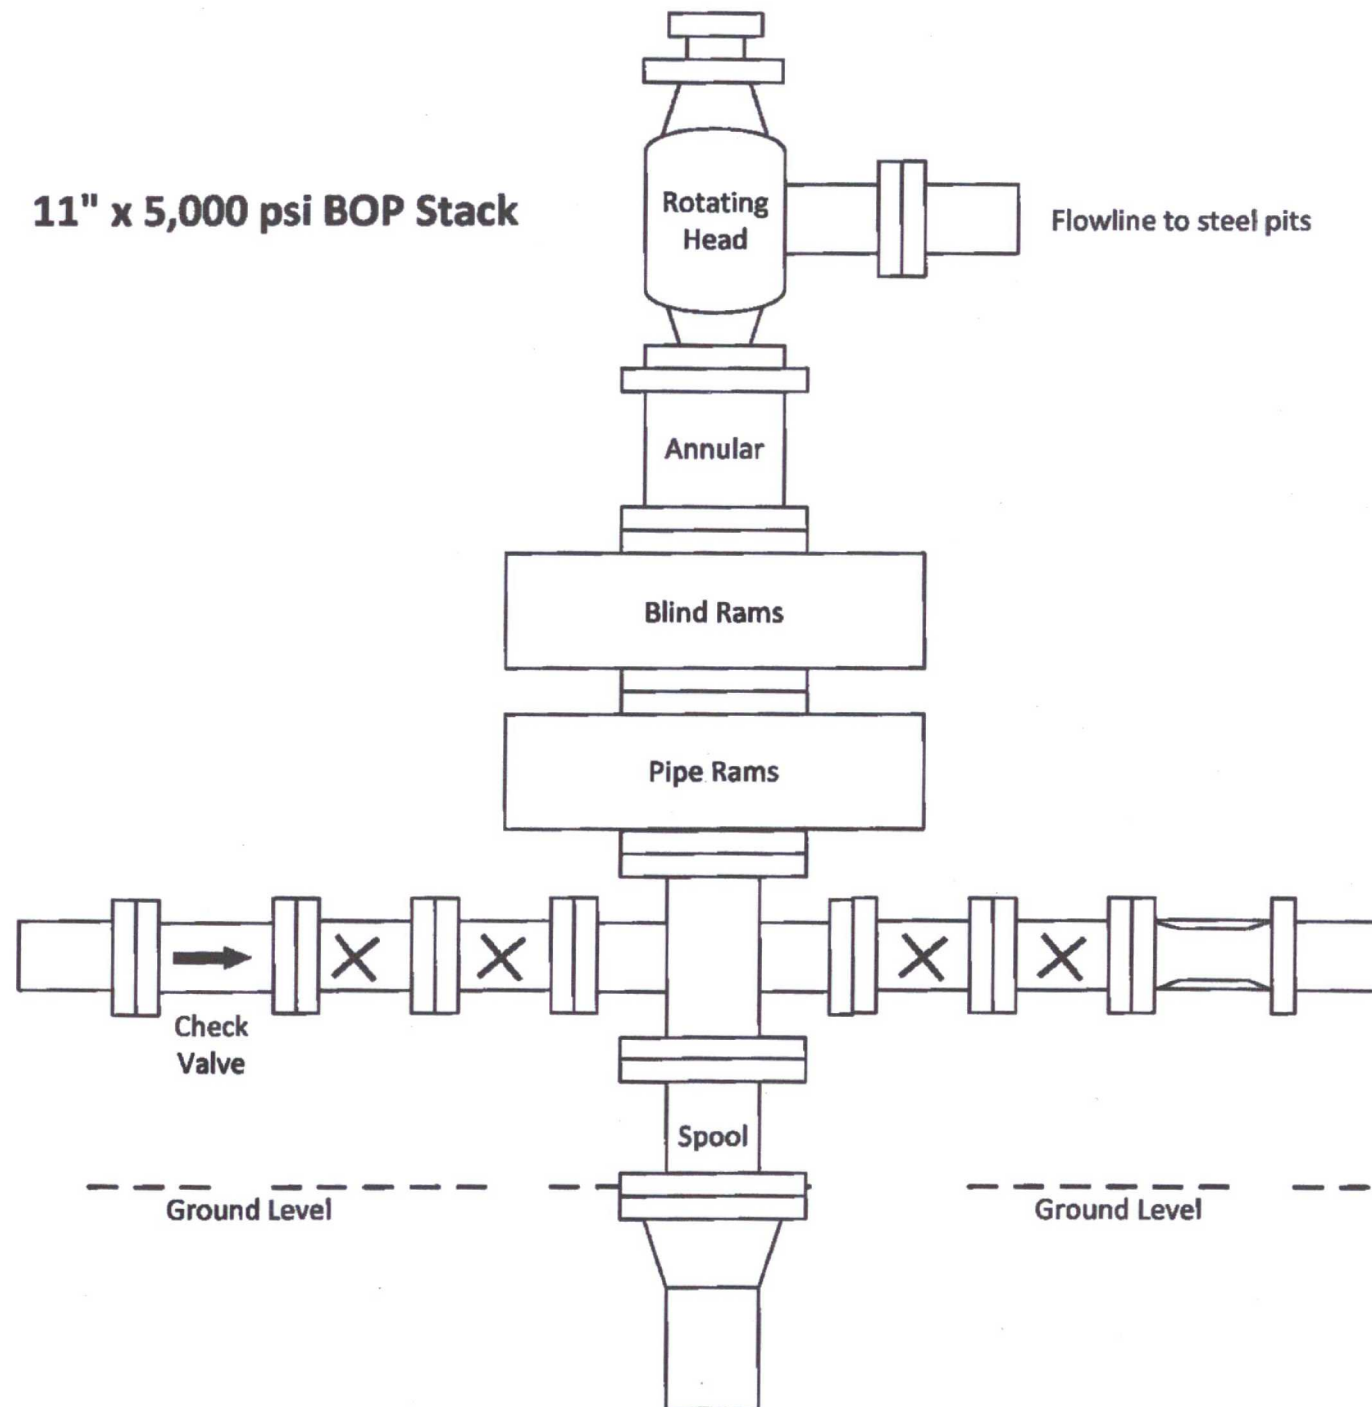 11" x 5,000 psi BOP Stack
Rotating
Head
Flowline to steel pits
Annular
Blind Rams
Pipe Rams
Check
Valve
Spool
Ground Level
Ground Level